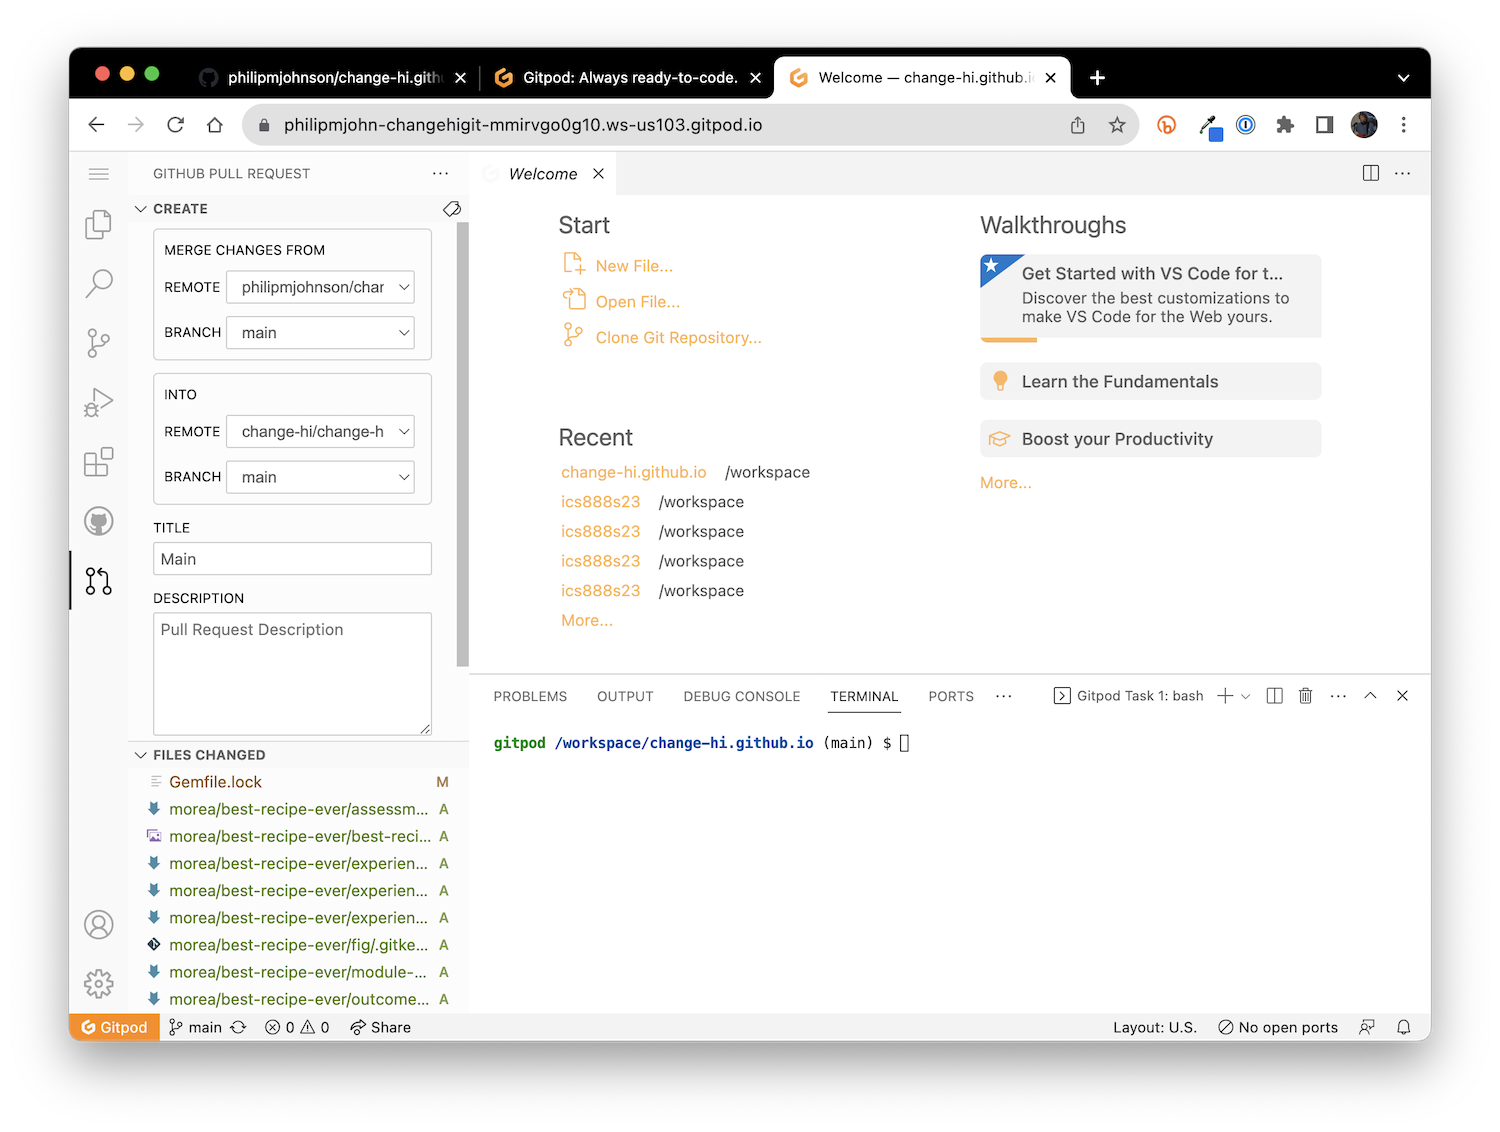 philipmjohnson/change-hi.gith
Gitpod: Always ready-to-code.
Welcome — change-hi.github.i
philipmjohn-changehigit-mmirvgo0g10.ws-us103.gitpod.io
GITHUB PULL REQUEST
CREATE
MERGE CHANGES FROM
REMOTE philipmjohnson/char
BRANCH main
INTO
REMOTE change-hi/change-h
BRANCH main
TITLE
Main
DESCRIPTION
Pull Request Description
FILES CHANGED
Gemfile.lock M
morea/best-recipe-ever/assessm... A
morea/best-recipe-ever/best-reci... A
morea/best-recipe-ever/experien... A
morea/best-recipe-ever/experien... A
morea/best-recipe-ever/experien... A
morea/best-recipe-ever/fig/.gitke... A
morea/best-recipe-ever/module-... A
morea/best-recipe-ever/outcome... A
Welcome
Start
New File...
Open File...
Clone Git Repository...
Recent
change-hi.github.io /workspace
ics888s23 /workspace
ics888s23 /workspace
ics888s23 /workspace
ics888s23 /workspace
More...
Walkthroughs
Get Started with VS Code for t...
Discover the best customizations to
make VS Code for the Web yours.
Learn the Fundamentals
Boost your Productivity
More...
PROBLEMS OUTPUT DEBUG CONSOLE TERMINAL PORTS ··· Gitpod Task 1: bash
gitpod /workspace/change-hi.github.io (main) $
Gitpod main 0 0 Share Layout: U.S. No open ports